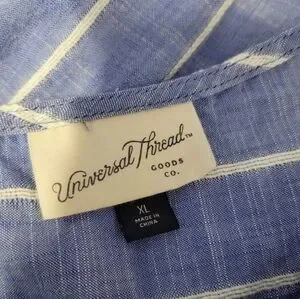 Universal Thread™
GOODS
CO.
XL
MADE IN
CHINA